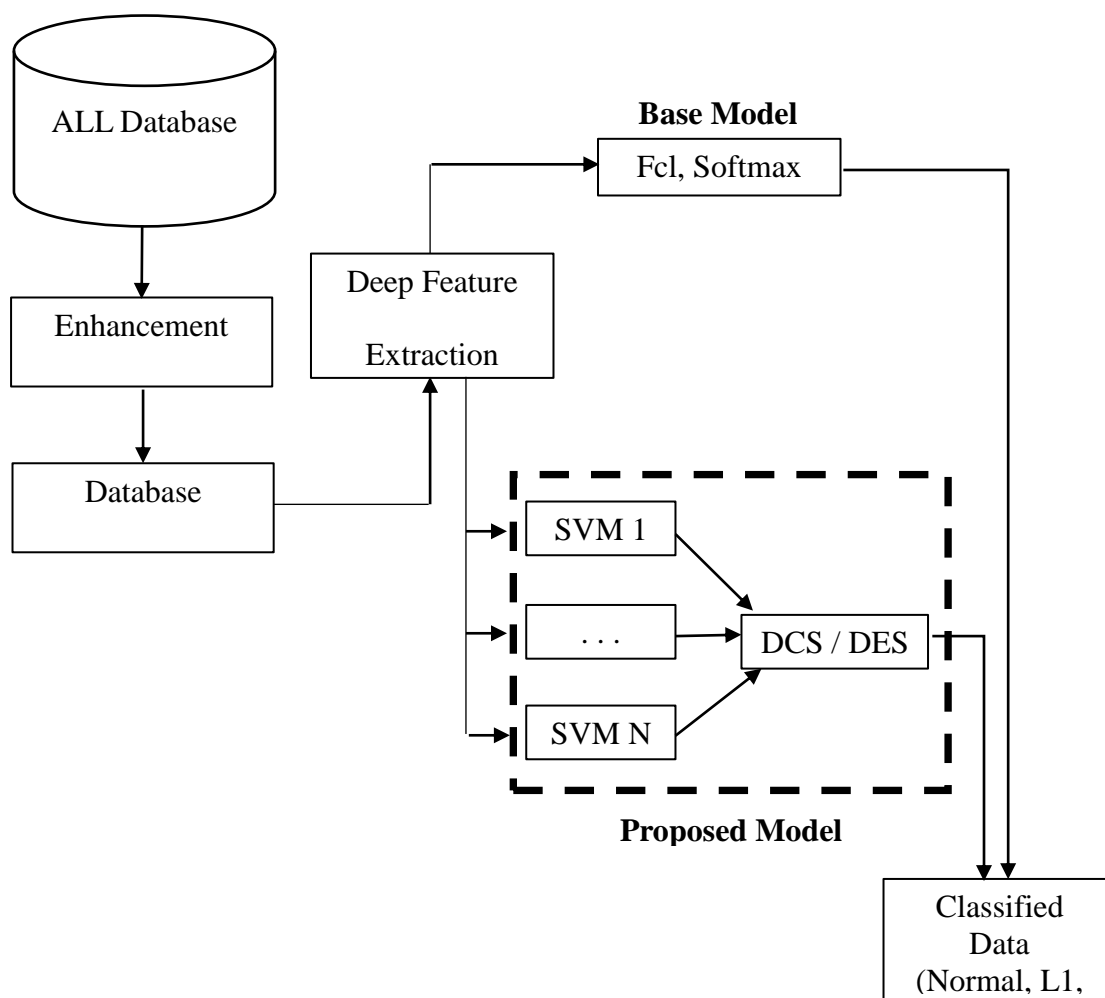 ALL Database
Base Model
Fcl, Softmax
Deep Feature
Extraction
Enhancement
Database
SVM 1
. . .
DCS / DES
SVM N
Proposed Model
Classified
Data
(Normal, L1,